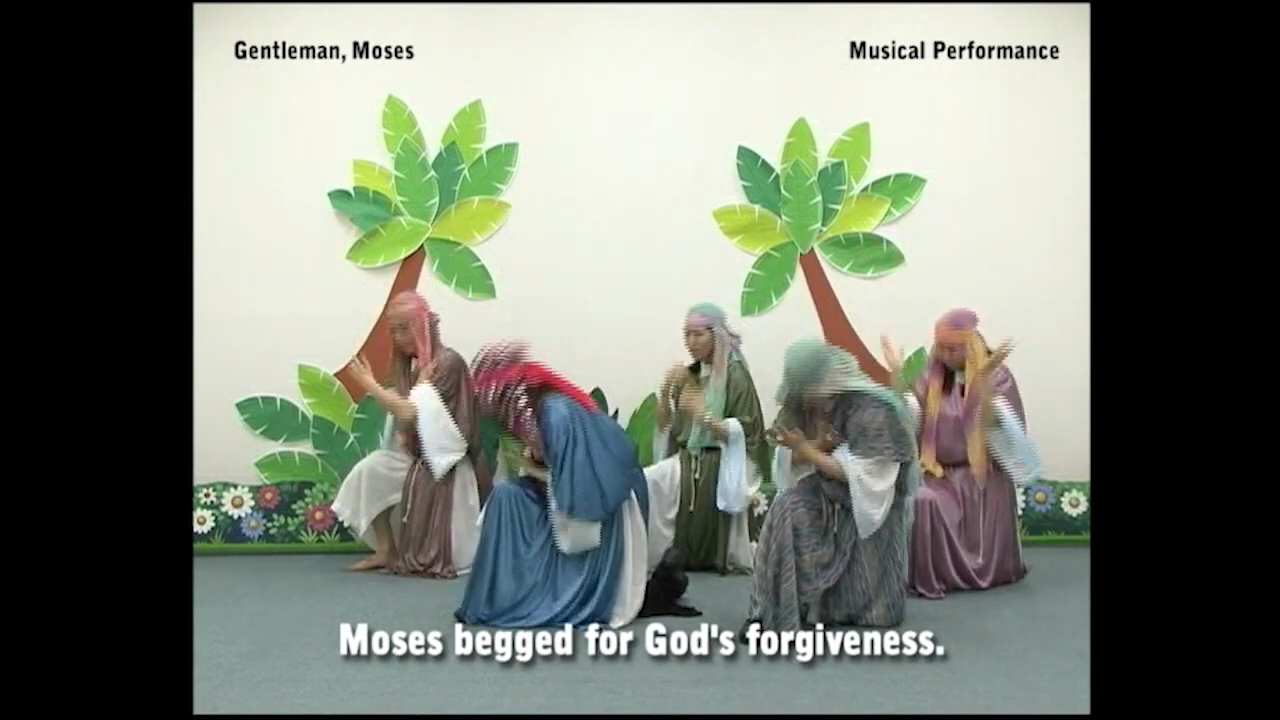 Gentleman, Moses
Musical Performance
Moses begged for God's forgiveness.